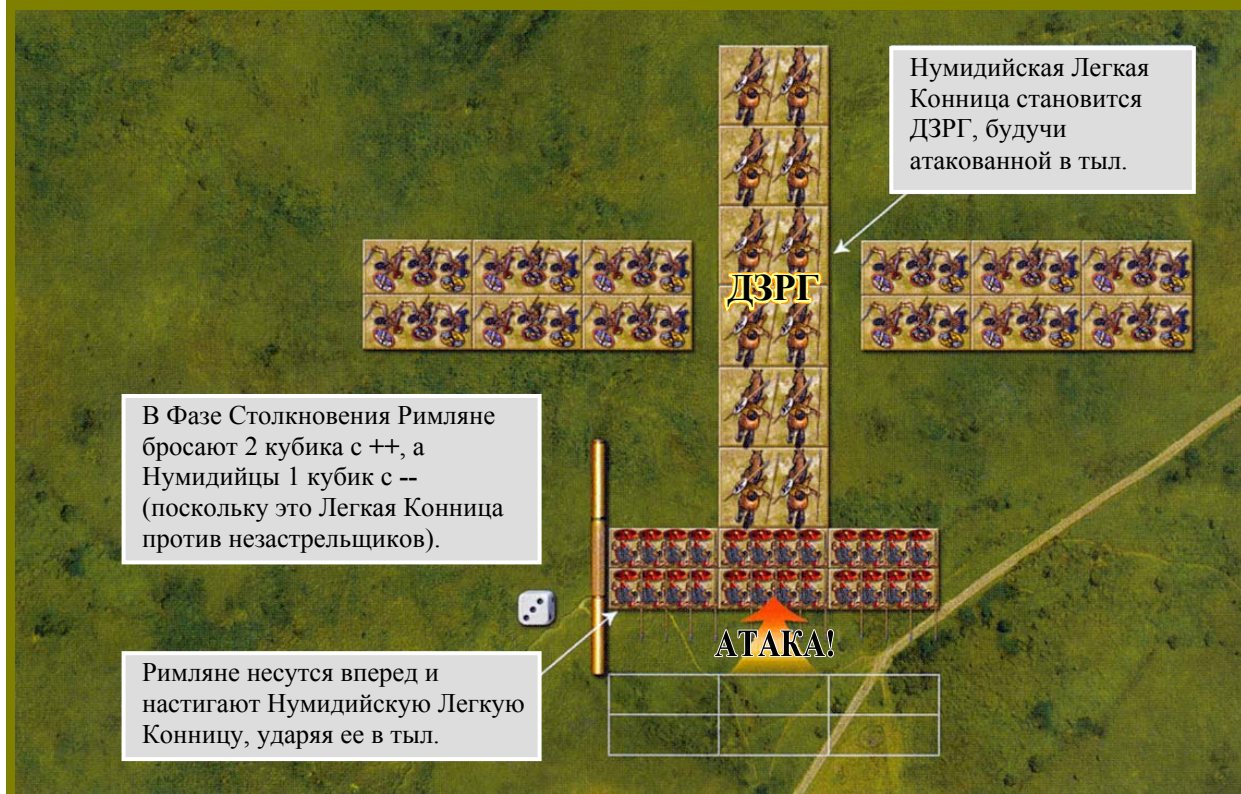 Нумидийская Легкая
Конница становится
ДЗРГ, будучи
атакованной в тыл.
ДЗРГ
В Фазе Столкновения Римляне
бросают 2 кубика с ++, а
Нумидийцы 1 кубик с --
(поскольку это Легкая Конница
против незастрельщиков).
АТАКА!
Римляне несутся вперед и
настигают Нумидийскую Легкую
Конницу, ударяя ее в тыл.